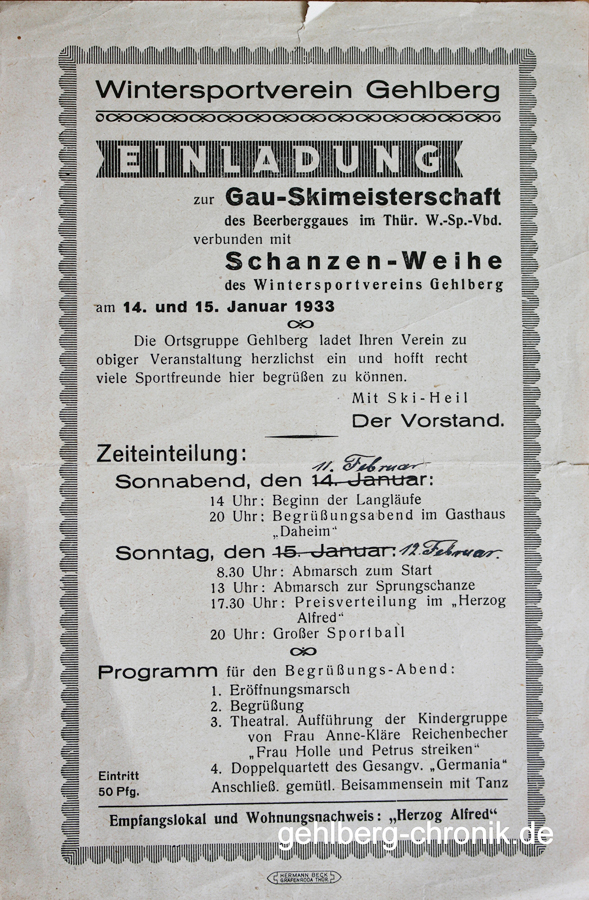 Wintersportverein Gehlberg
EINLADUNG
zur Gau-Skimeisterschaft
des Beerberggaues im Thür. W.-Sp.-Vbd.
verbunden mit
Schanzen-Weihe
des Wintersportvereins Gehlberg
am 14. und 15. Januar 1933
Die Ortsgruppe Gehlberg ladet Ihren Verein zu
obiger Veranstaltung herzlichst ein und hofft recht
viele Sportfreunde hier begrüßen zu können.
Mit Ski-Heil
Der Vorstand.
Zeiteinteilung:
11. Februar
Sonnabend, den 14. Januar:
14 Uhr: Beginn der Langläufe
20 Uhr: Begrüßungsabend im Gasthaus
„Daheim“
Sonntag, den 15. Januar: 12. Februar.
8.30 Uhr: Abmarsch zum Start
13 Uhr: Abmarsch zur Sprungschanze
17.30 Uhr: Preisverteilung im „Herzog
Alfred“
20 Uhr: Großer Sportball
Programm für den Begrüßungs-Abend:
1. Eröffnungsmarsch
2. Begrüßung
3. Theatral. Aufführung der Kindergruppe
von Frau Anne-Kläre Reichenbecher
„Frau Holle und Petrus streiken“
4. Doppelquartett des Gesangv. „Germania“
Anschließ. gemütl. Beisammensein mit Tanz
Eintritt
50 Pfg.
Empfangslokal und Wohnungsnachweis: „Herzog Alfred“
gehlberg-chronik.de
HERMANN BECK
GRÄFENRODA THÜR.